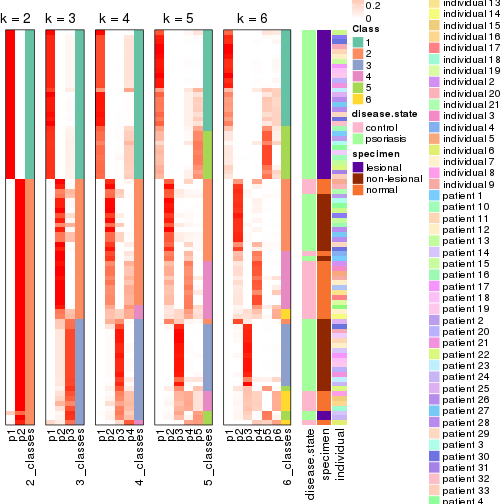 k = 2
k = 3
k = 4
k = 5
k = 6
p1
p2
2_classes
p1
p2
p3
3_classes
p1
p2
p3
p4
4_classes
p1
p2
p3
p4
p5
5_classes
p1
p2
p3
p4
p5
p6
6_classes
disease.state
specimen
individual
0.2
0
Class
1
2
3
4
5
6
disease.state
control
psoriasis
specimen
lesional
non-lesional
normal
individual 13
individual 14
individual 15
individual 16
individual 17
individual 18
individual 19
individual 2
individual 20
individual 21
individual 3
individual 4
individual 5
individual 6
individual 7
individual 8
individual 9
patient 1
patient 10
patient 11
patient 12
patient 13
patient 14
patient 15
patient 16
patient 17
patient 18
patient 19
patient 2
patient 20
patient 21
patient 22
patient 23
patient 24
patient 25
patient 26
patient 27
patient 28
patient 29
patient 3
patient 30
patient 31
patient 32
patient 33
patient 4